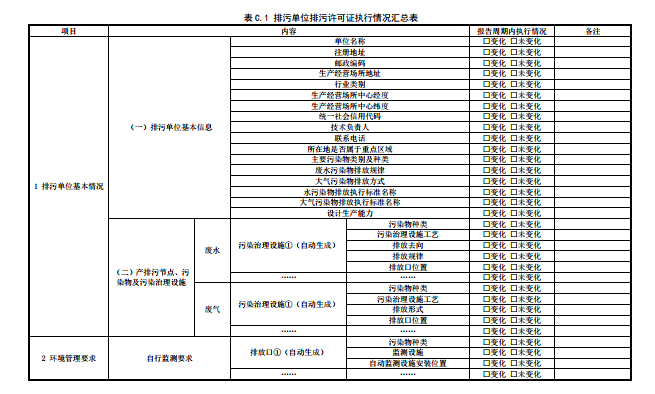 表 C.1 排污单位排污许可证执行情况汇总表
项目 内容 报告周期内执行情况 备注
1 排污单位基本情况 （一）排污单位基本信息 单位名称 □变化 □未变化
注册地址 □变化 □未变化
邮政编码 □变化 □未变化
生产经营场所地址 □变化 □未变化
行业类别 □变化 □未变化
生产经营场所中心经度 □变化 □未变化
生产经营场所中心纬度 □变化 □未变化
统一社会信用代码 □变化 □未变化
技术负责人 □变化 □未变化
联系电话 □变化 □未变化
所在地是否属于重点区域 □变化 □未变化
主要污染物类别及种类 □变化 □未变化
废水污染物排放规律 □变化 □未变化
大气污染物排放方式 □变化 □未变化
水污染物排放执行标准名称 □变化 □未变化
大气污染物排放执行标准名称 □变化 □未变化
设计生产能力 □变化 □未变化
（二）产排污节点、污
染物及污染治理设施 废水 污染治理设施①（自动生成） 污染物种类 □变化 □未变化
污染治理设施工艺 □变化 □未变化
排放去向 □变化 □未变化
排放规律 □变化 □未变化
排放口位置 □变化 □未变化
…… …… □变化 □未变化
废气 污染治理设施①（自动生成） 污染物种类 □变化 □未变化
污染治理设施工艺 □变化 □未变化
排放形式 □变化 □未变化
排放口位置 □变化 □未变化
…… …… □变化 □未变化
2 环境管理要求 自行监测要求 排放口①（自动生成） 污染物种类 □变化 □未变化
监测设施 □变化 □未变化
自动监测设施安装位置 □变化 □未变化
…… …… □变化 □未变化